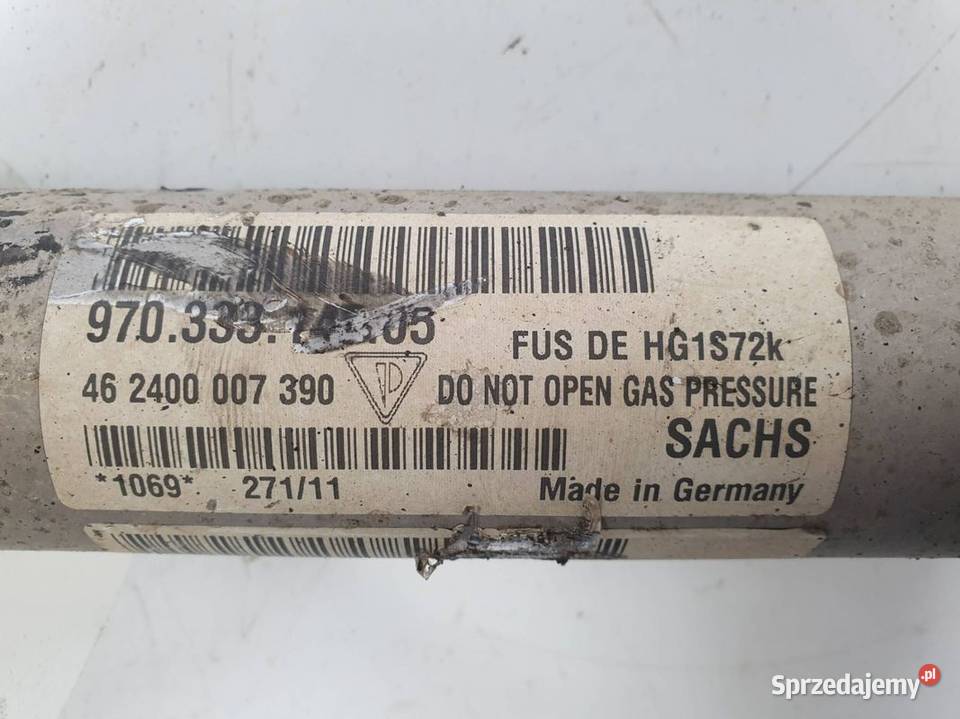 FUS DE HG1S72k
46 2400 007 390
DO NOT OPEN GAS PRESSURE
SACHS
*1069* 271/11
Made in Germany
Sprzedajemy.pl